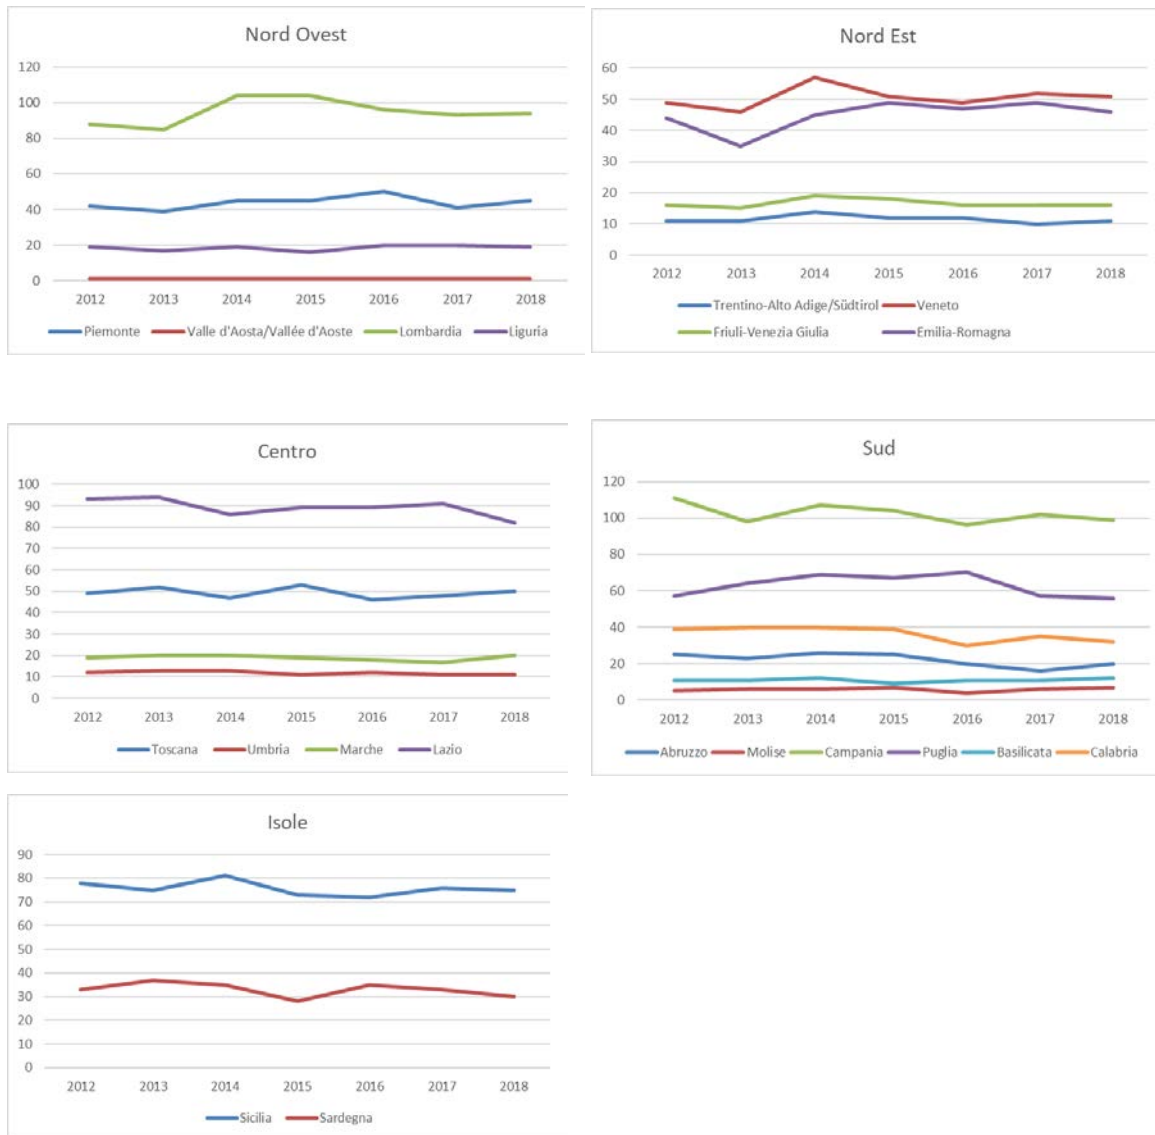 Nord Ovest
120
100
80
60
40
20
0
2012 2013 2014 2015 2016 2017 2018
Piemonte Valle d'Aosta/Vallée d'Aoste Lombardia Liguria
Nord Est
60
50
40
30
20
10
0
2012 2013 2014 2015 2016 2017 2018
Trentino-Alto Adige/Südtirol Veneto
Friuli-Venezia Giulia Emilia-Romagna
Centro
100
90
80
70
60
50
40
30
20
10
0
2012 2013 2014 2015 2016 2017 2018
Toscana Umbria Marche Lazio
Sud
120
100
80
60
40
20
0
2012 2013 2014 2015 2016 2017 2018
Abruzzo Molise Campania Puglia Basilicata Calabria
Isole
90
80
70
60
50
40
30
20
10
0
2012 2013 2014 2015 2016 2017 2018
Sicilia Sardegna